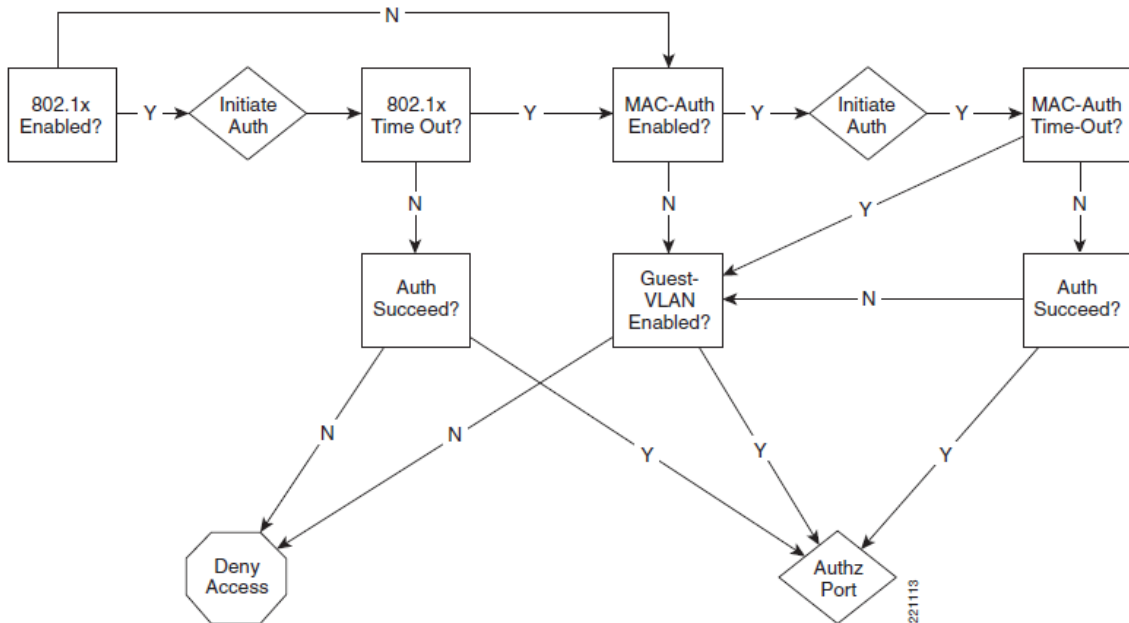 N
802.1x
Enabled?
Y
Initiate
Auth
802.1x
Time Out?
Y
MAC-Auth
Enabled?
Y
Initiate
Auth
Y
MAC-Auth
Time-Out?
N
N
Y
N
Auth
Succeed?
Guest-
VLAN
Enabled?
N
Auth
Succeed?
N
N
Y
Y
Y
Deny
Access
Authz
Port
221113